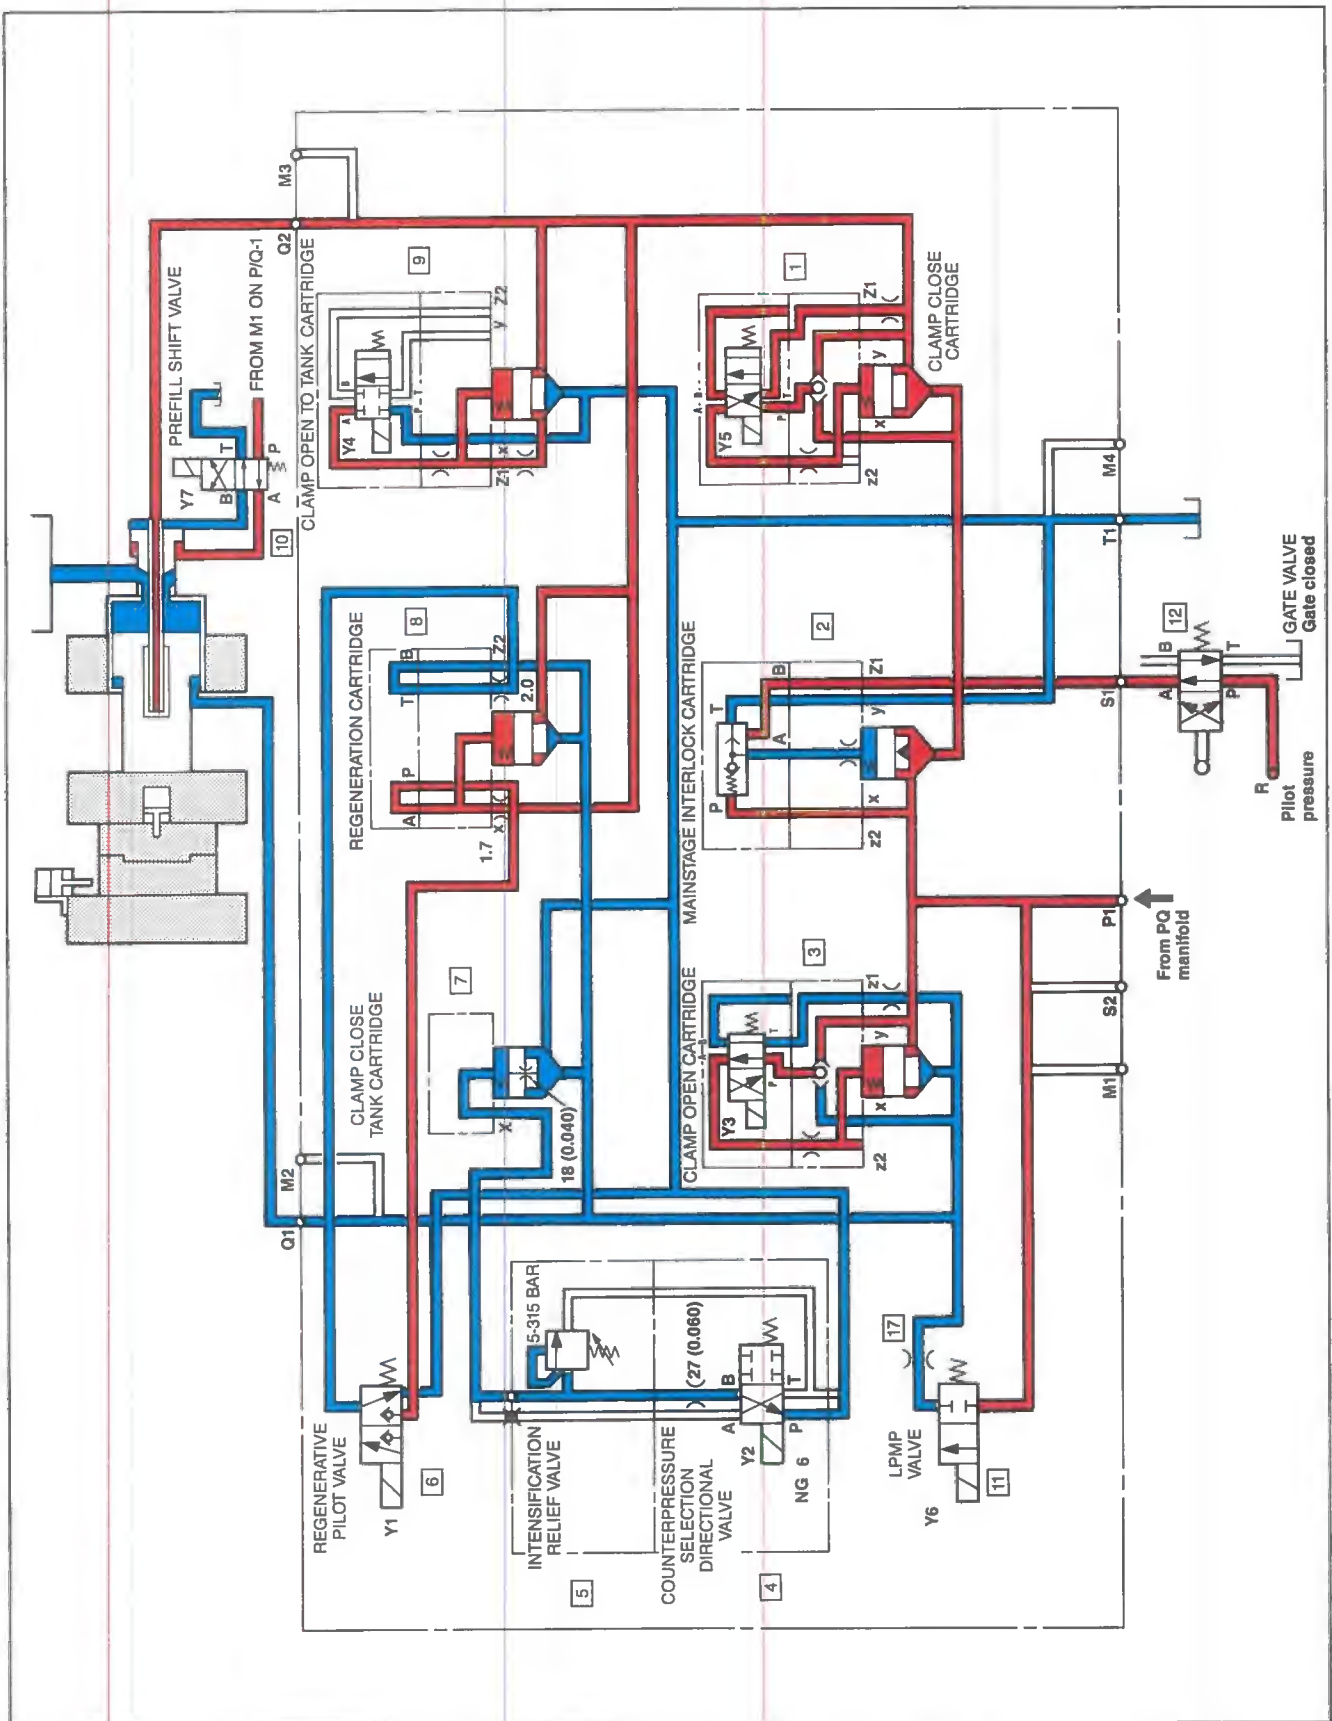 M3
Q2
PREFILL SHIFT VALVE
FROM M1 ON P/Q-1
Y7
B
T
A
P
10
CLAMP OPEN TO TANK CARTRIDGE
9
Y4
A
B
P
T
Z1
x
y
Z2
REGENERATION CARTRIDGE
8
A
P
T
B
1.7
x
Z2
2.0
CLAMP CLOSE
TANK CARTRIDGE
7
x
18 (0.040)
M2
Q1
REGENERATIVE
PILOT VALVE
Y1
6
INTENSIFICATION
RELIEF VALVE
5-315 BAR
5
COUNTERPRESSURE
SELECTION
DIRECTIONAL
VALVE
4
(27 (0.060)
A
B
P
T
Y2
NG 6
CLAMP OPEN CARTRIDGE
3
Y3
A-B
P
T
z2
x
y
z1
MAINSTAGE INTERLOCK CARTRIDGE
2
P
T
A
B
z2
x
y
Z1
1
Y5
A-B
P
T
z2
x
y
Z1
CLAMP CLOSE
CARTRIDGE
LPMP
VALVE
Y6
11
17
M1
S2
P1
From PQ
manifold
S1
T1
M4
12
A
B
P
T
R
Pilot
pressure
GATE VALVE
Gate closed